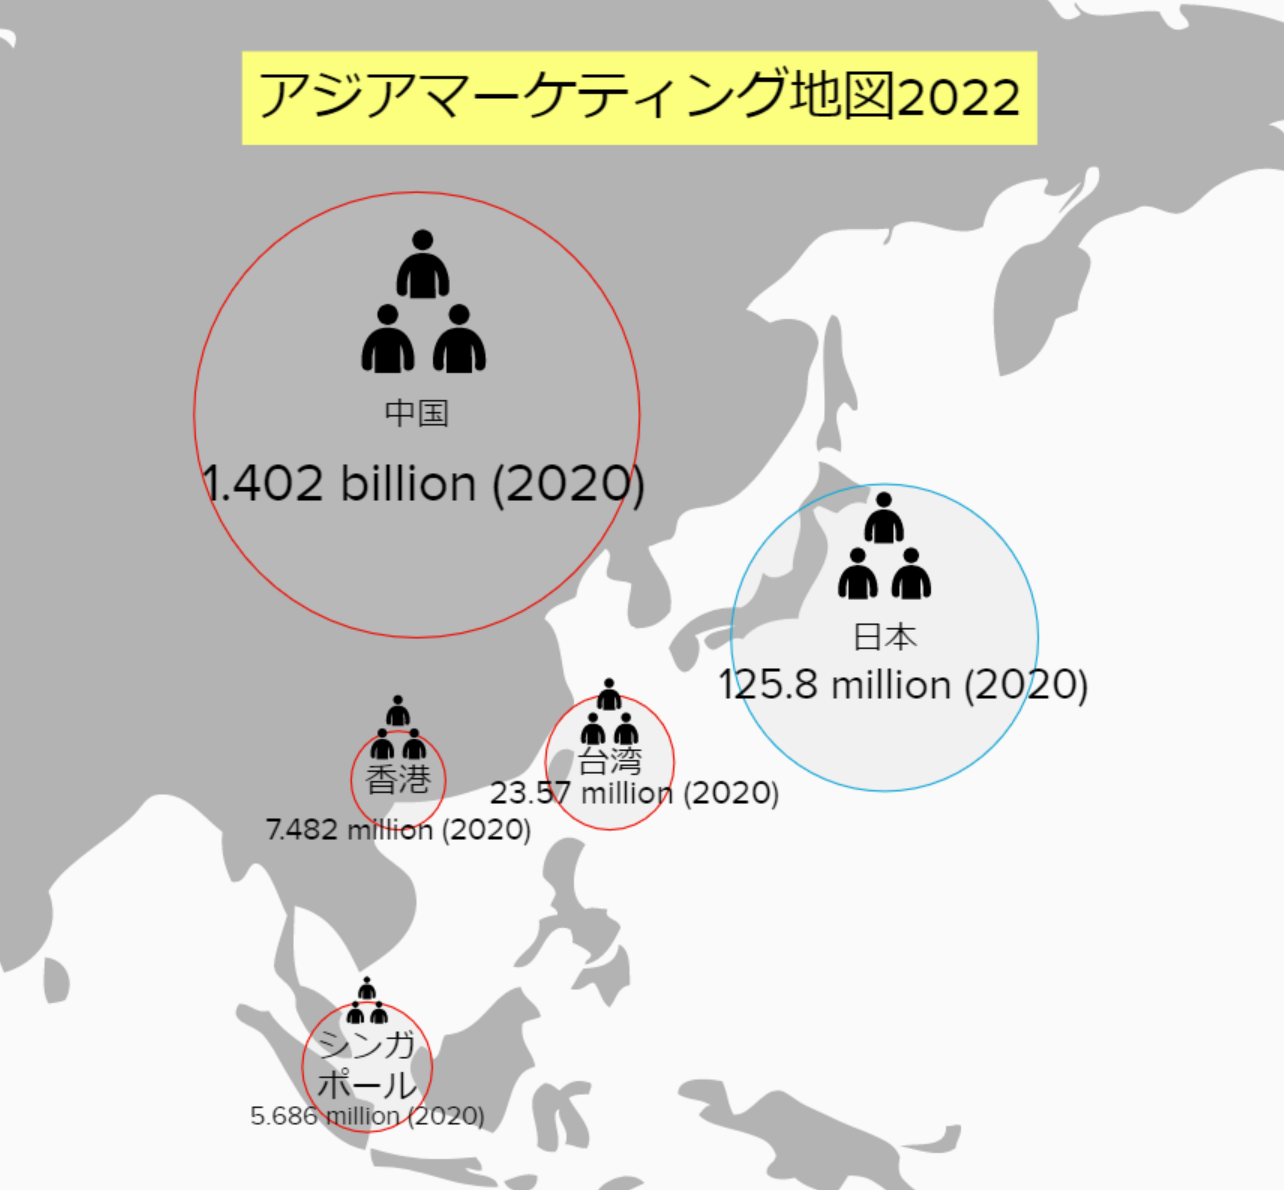 アジアマーケティング地図2022
中国
1.402 billion (2020)
日本
125.8 million (2020)
台湾
23.57 million (2020)
香港
7.482 million (2020)
シンガ
ポール
5.686 million (2020)